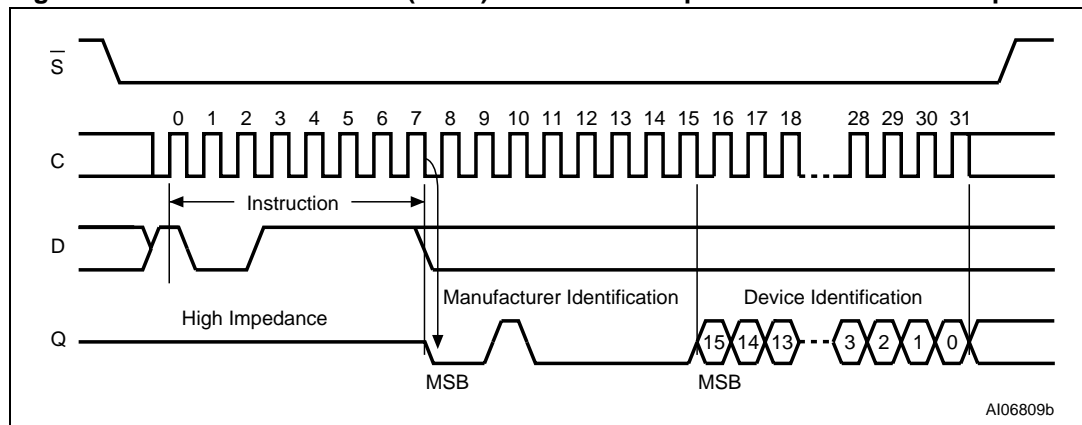 S
0 1 2 3 4 5 6 7 8 9 10 11 12 13 14 15 16 17 18 28 29 30 31
C
Instruction
D
Manufacturer Identification Device Identification
High Impedance
Q 15 14 13 3 2 1 0
MSB MSB
AI06809b